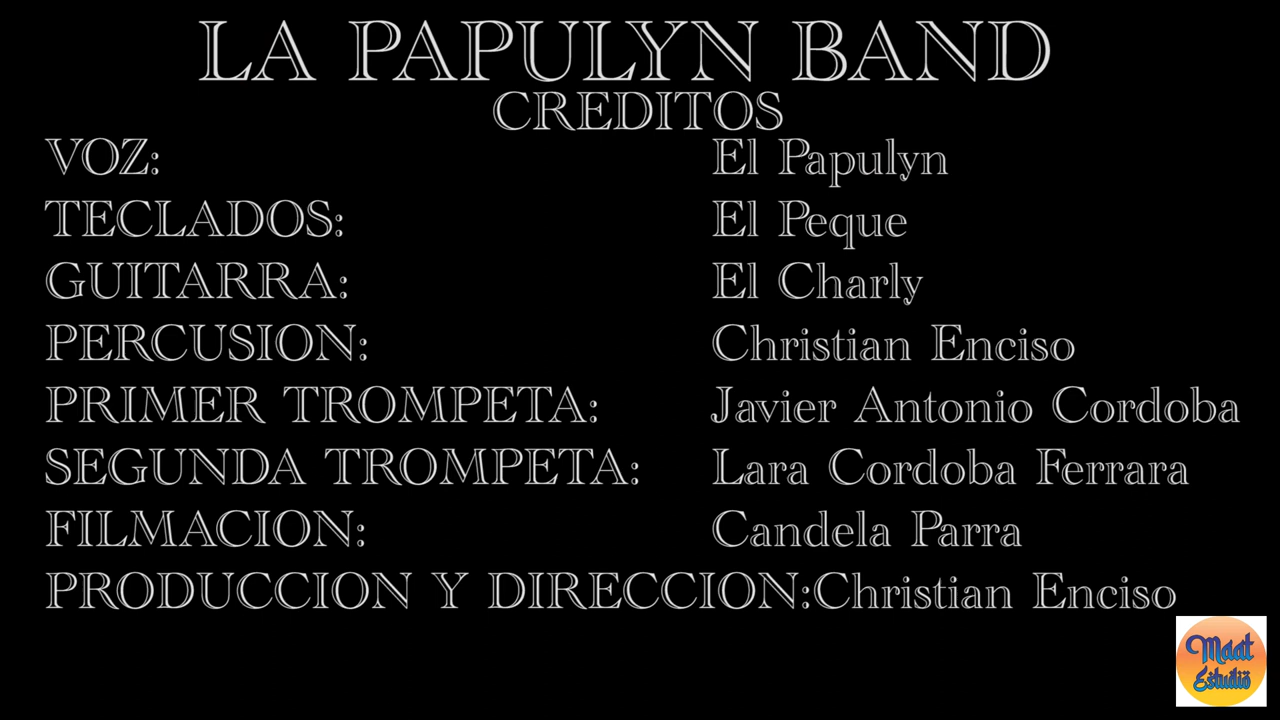 LA PAPULYN BAND
CREDITOS
VOZ: El Papulyn
TECLADOS: El Peque
GUITARRA: El Charly
PERCUSION: Christian Enciso
PRIMER TROMPETA: Javier Antonio Cordoba
SEGUNDA TROMPETA: Lara Cordoba Ferrara
FILMACION: Candela Parra
PRODUCCION Y DIRECCION:Christian Enciso
Maat
Estudio